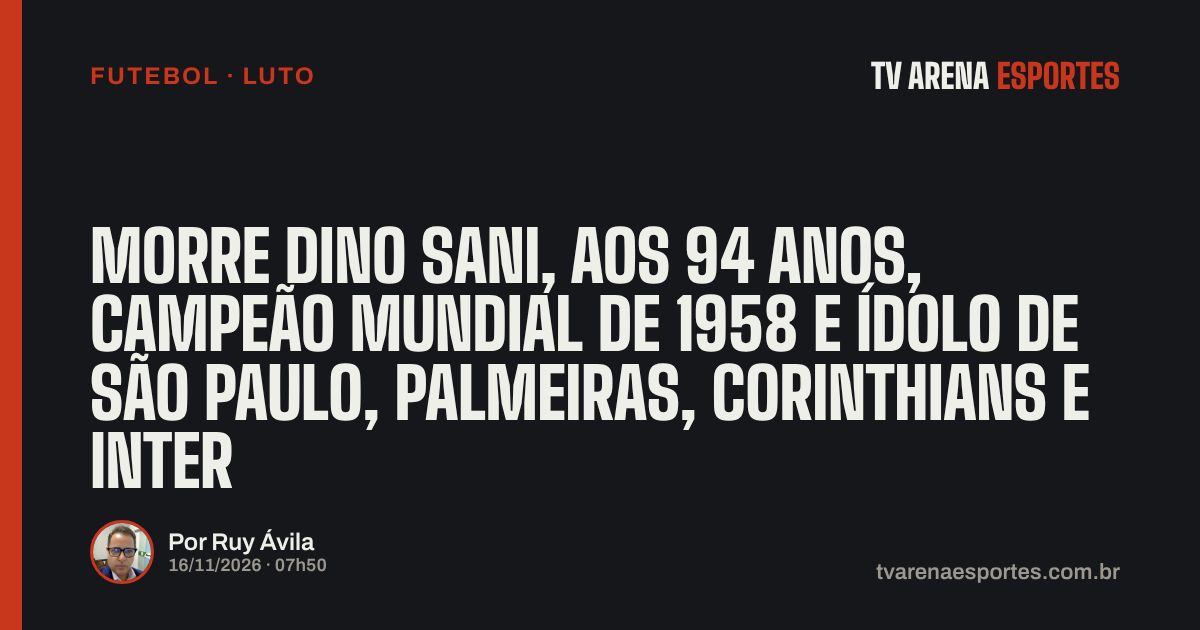 FUTEBOL · LUTO
TV ARENA ESPORTES
MORRE DINO SANI, AOS 94 ANOS,
CAMPEÃO MUNDIAL DE 1958 E ÍDOLO DE
SÃO PAULO, PALMEIRAS, CORINTHIANS E
INTER
Por Ruy Ávila
16/11/2026 · 07h50
tvarenaesportes.com.br